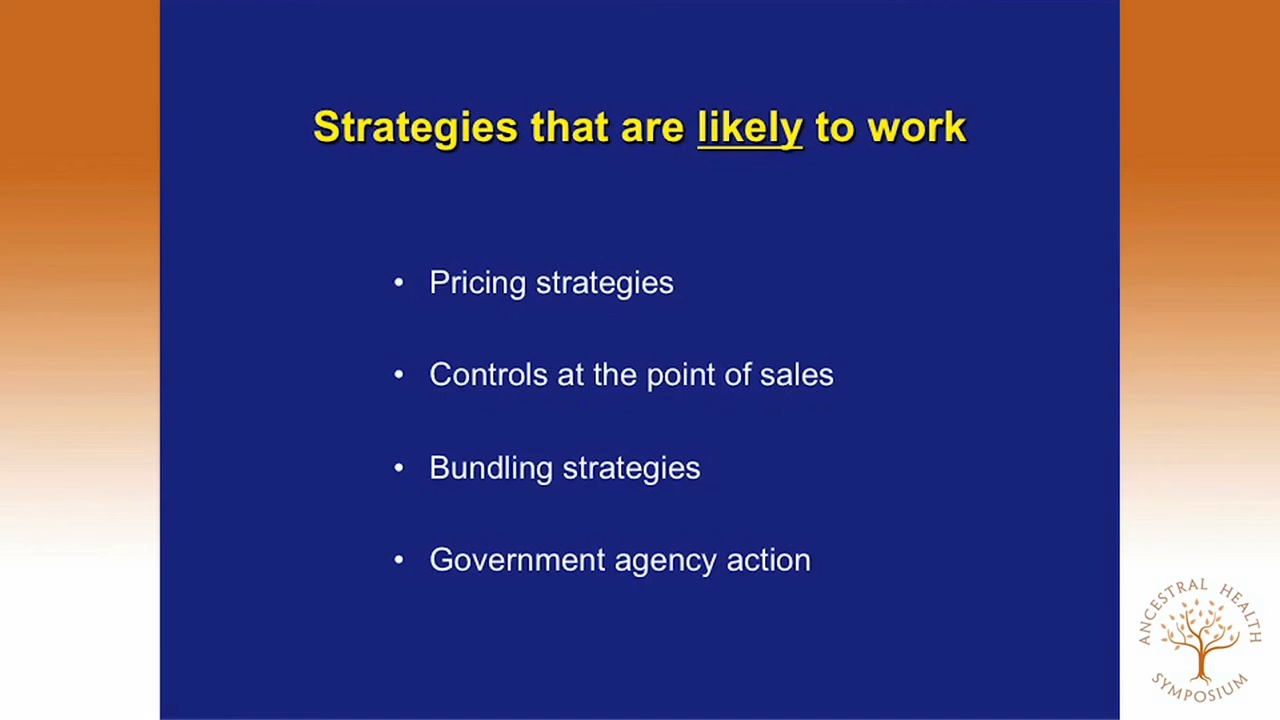 Strategies that are likely to work
• Pricing strategies
• Controls at the point of sales
• Bundling strategies
• Government agency action
ANCESTRAL HEALTH
SYMPOSIUM